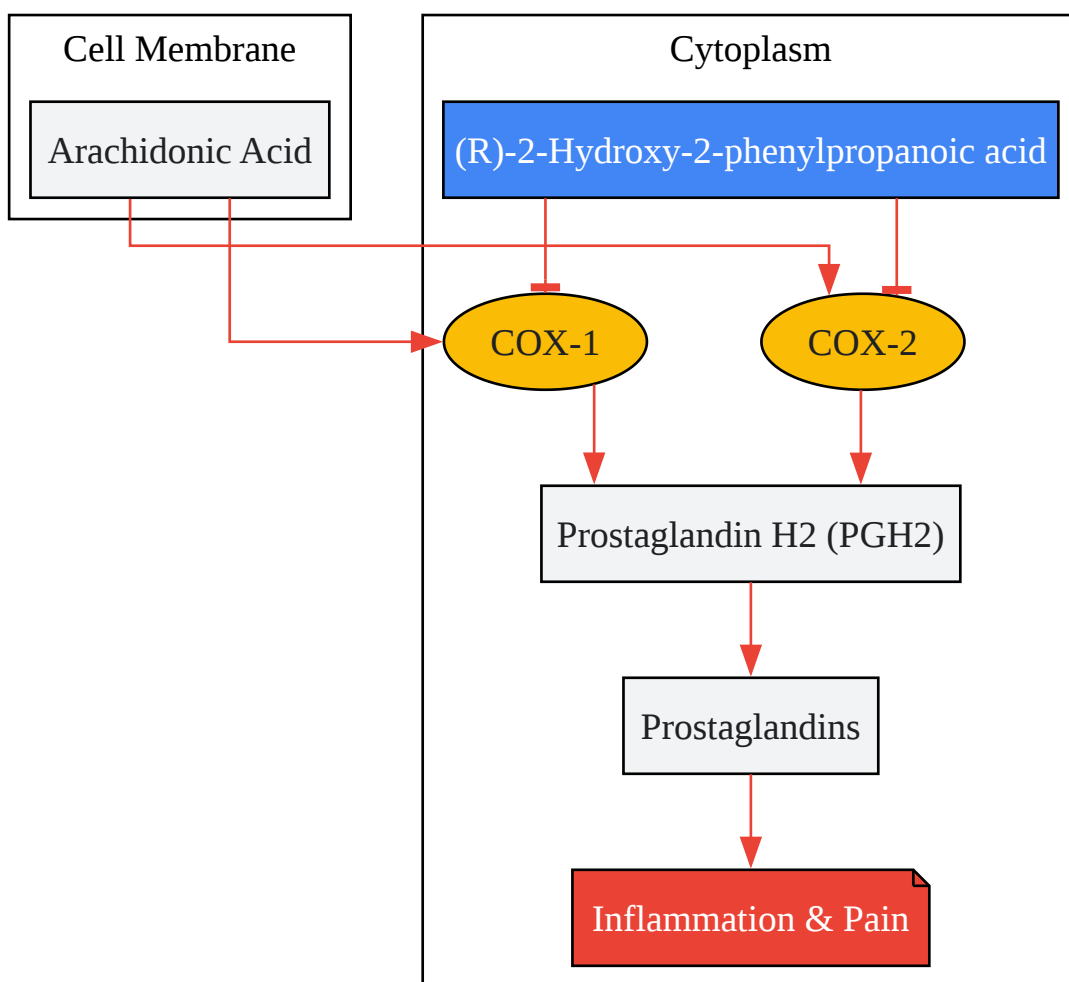 Cell Membrane
Cytoplasm
Arachidonic Acid
(R)-2-Hydroxy-2-phenylpropanoic acid
COX-1
COX-2
Prostaglandin H2 (PGH2)
Prostaglandins
Inflammation & Pain